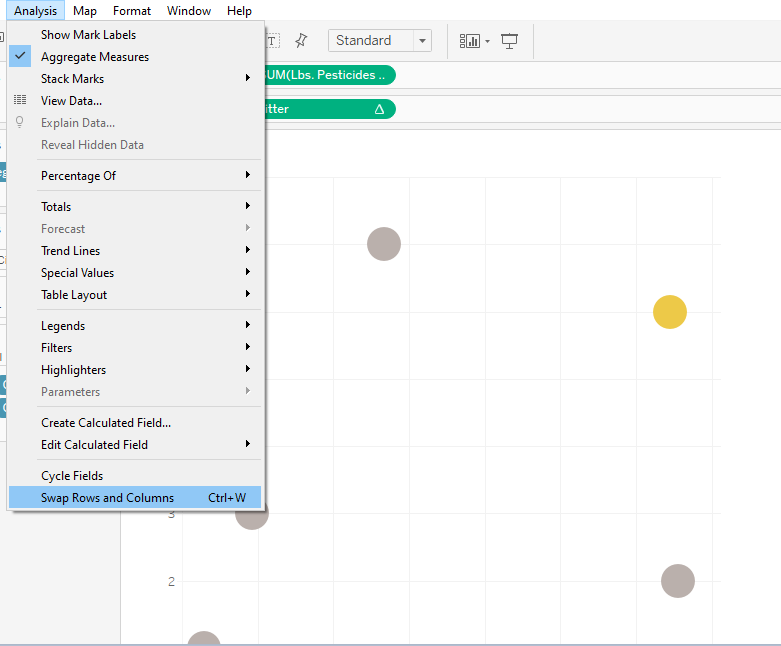 Analysis Map Format Window Help
Show Mark Labels
Aggregate Measures
Stack Marks
View Data...
Explain Data...
Reveal Hidden Data
Percentage Of
Totals
Forecast
Trend Lines
Special Values
Table Layout
Legends
Filters
Highlighters
Parameters
Create Calculated Field...
Edit Calculated Field
Cycle Fields
Swap Rows and Columns Ctrl+W
T Standard
UM(Lbs. Pesticides ..
itter
3
2